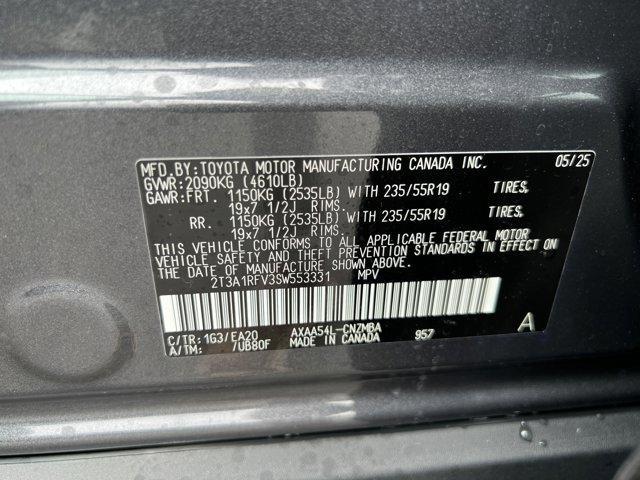 MFD.BY:TOYOTA MOTOR MANUFACTURING CANADA INC. 05/25
GVWR:2090KG (4610LB)
GAWR:FRT. 1150KG (2535LB) WITH 235/55R19 TIRES,
19x7 1/2J RIMS.
RR. 1150KG (2535LB) WITH 235/55R19 TIRES,
19x7 1/2J RIMS.
THIS VEHICLE CONFORMS TO ALL APPLICABLE FEDERAL MOTOR
VEHICLE SAFETY AND THEFT PREVENTION STANDARDS IN EFFECT ON
THE DATE OF MANUFACTURE SHOWN ABOVE.
2T3A1RFV3SW553331 MPV
C/TR:1G3/EA20 AXAA54L-CNZMBA A
A/TM: /UB80F MADE IN CANADA 957